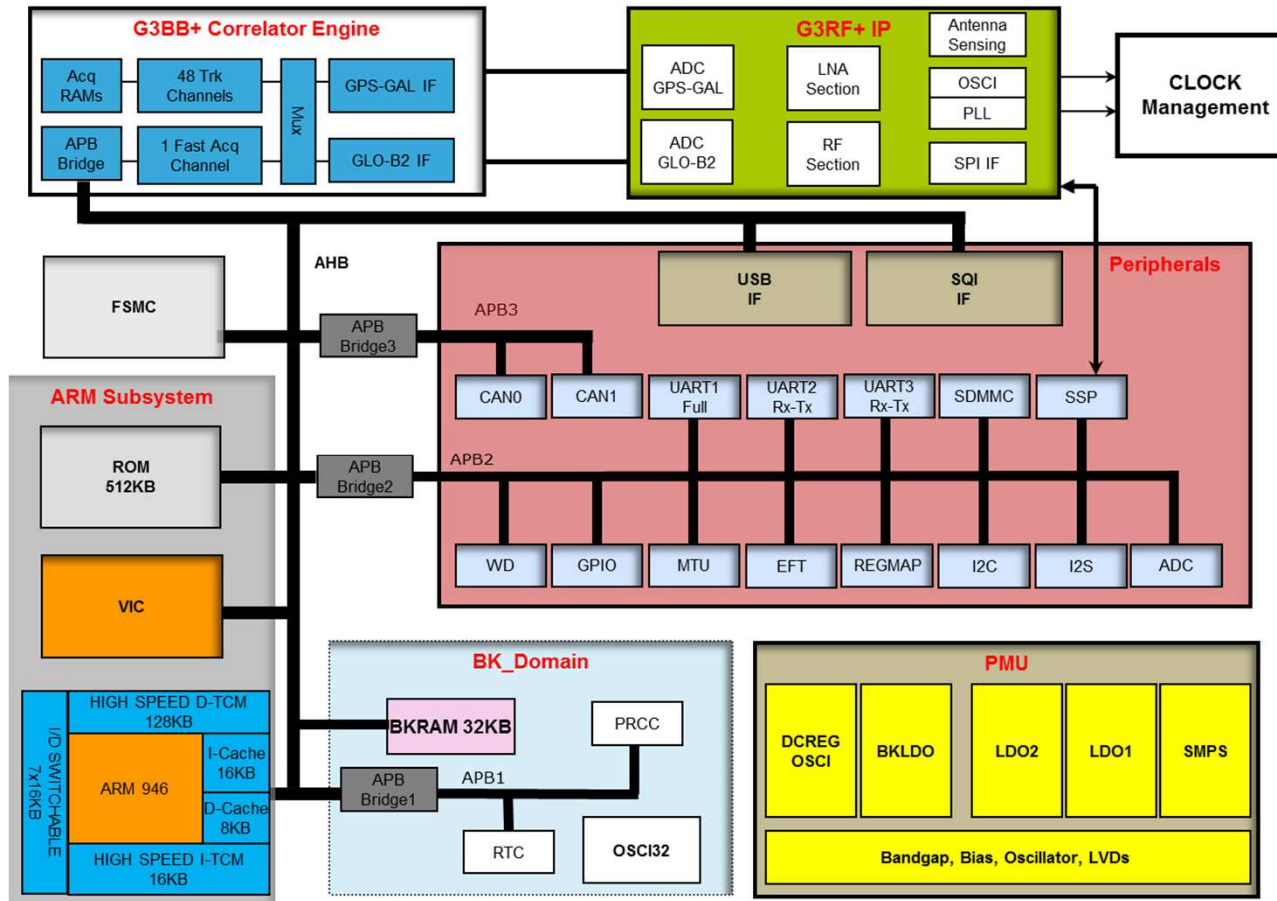 G3BB+ Correlator Engine
Acq
RAMs
48 Trk
Channels
Mux
GPS-GAL IF
APB
Bridge
1 Fast Acq
Channel
GLO-B2 IF
G3RF+ IP
ADC
GPS-GAL
LNA
Section
Antenna
Sensing
OSCI
PLL
ADC
GLO-B2
RF
Section
SPI IF
CLOCK
Management
AHB
FSMC
APB
Bridge3
APB3
Peripherals
USB
IF
SQI
IF
CAN0
CAN1
UART1
Full
UART2
Rx-Tx
UART3
Rx-Tx
SDMMC
SSP
ARM Subsystem
ROM
512KB
APB
Bridge2
APB2
WD
GPIO
MTU
EFT
REGMAP
I2C
I2S
ADC
VIC
I/D SWITCHABLE
7x16KB
HIGH SPEED D-TCM
128KB
ARM 946
I-Cache
16KB
D-Cache
8KB
HIGH SPEED I-TCM
16KB
BK_Domain
BKRAM 32KB
PRCC
APB
Bridge1
APB1
RTC
OSCI32
PMU
DCREG
OSCI
BKLDO
LDO2
LDO1
SMPS
Bandgap, Bias, Oscillator, LVDs